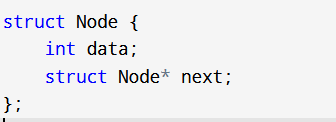 struct Node {
    int data;
    struct Node* next;
};